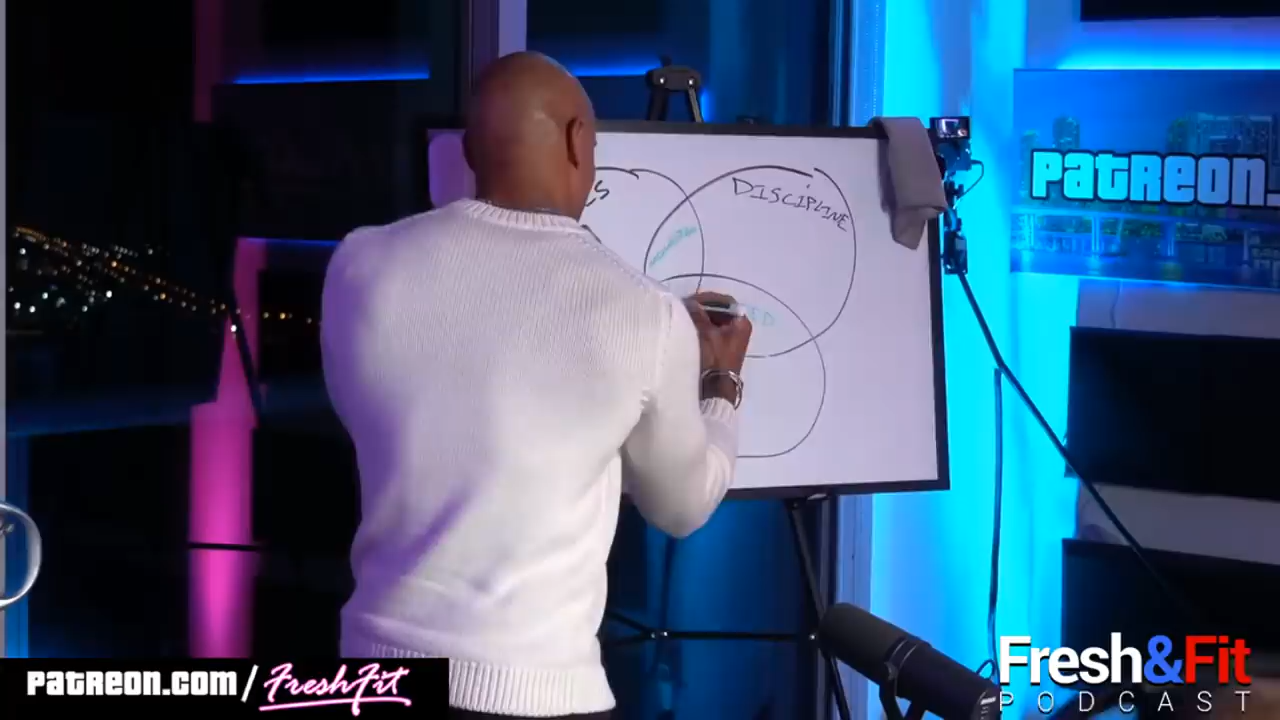 DISCIPLINE
PATREON.
PATREON.COM/FreshFit
Fresh&Fit
PODCAST